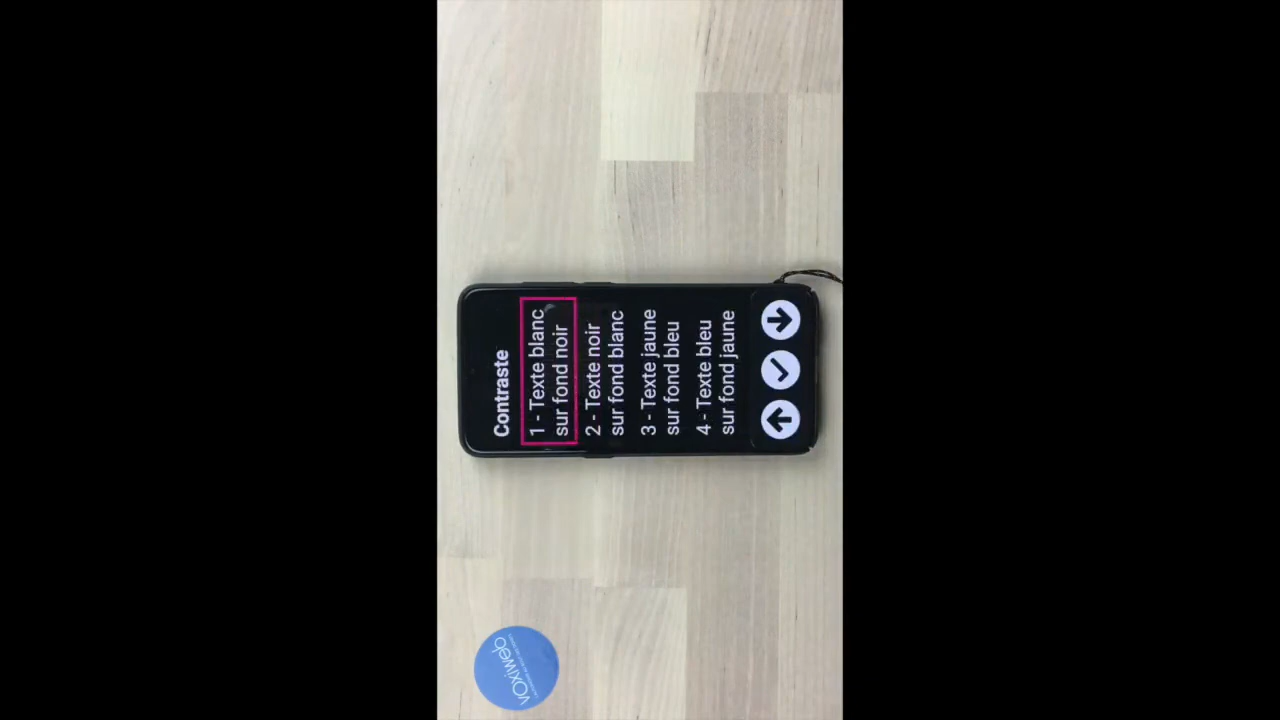 Contraste
1 - Texte blanc
sur fond noir
2 - Texte noir
sur fond blanc
3 - Texte jaune
sur fond bleu
4 - Texte bleu
sur fond jaune
voxiweb